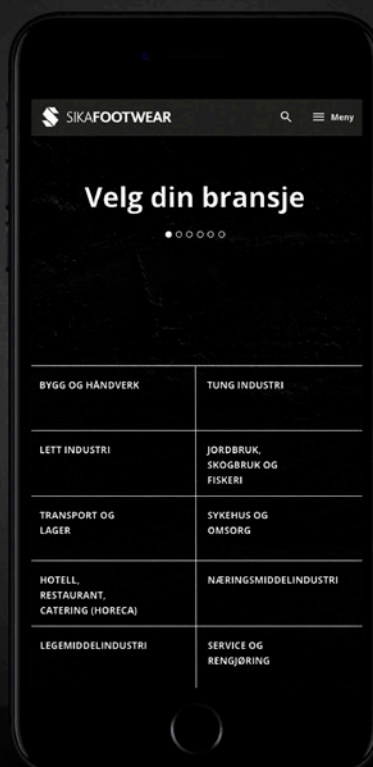 SIKAFOOTWEAR
Meny
Velg din bransje
BYGG OG HÅNDVERK
TUNG INDUSTRI
LETT INDUSTRI
JORDBRUK,
SKOGBRUK OG
FISKERI
TRANSPORT OG
LAGER
SYKEHUS OG
OMSORG
HOTELL,
RESTAURANT,
CATERING (HORECA)
NÆRINGSMIDDELINDUSTRI
LEGEMIDDELINDUSTRI
SERVICE OG
RENGJØRING